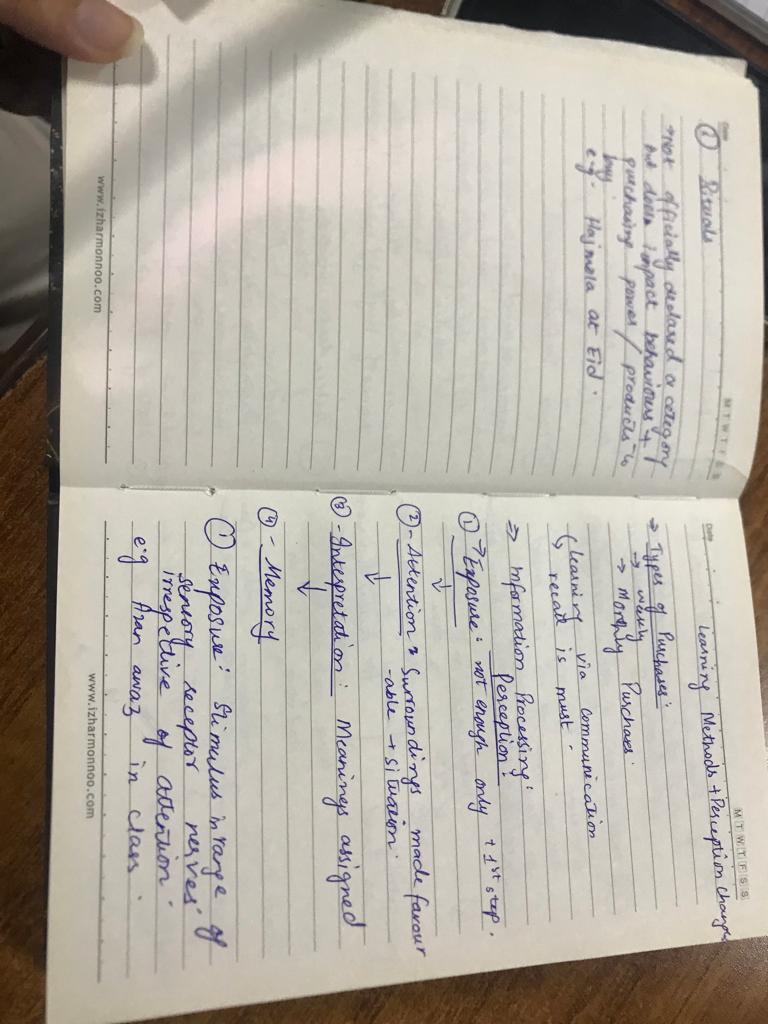 Date
M T W T F S S
② Rituals
→ Not officially declared a category
but does impact behaviours +
purchasing power / products to
buy.
e.g. Hajmola at Eid.
www.izharmonnoo.com
M T W T F S S
Date
Learning Methods + Perception Changes
→ Types of Purchases:
→ weekly
→ Monthly Purchases.
Learning via communication
↳ recall is must.
⇒ Information Processing:
Perception:
① → Exposure: not enough only + 1st step.
↓
② - Attention : Surroundings made favour
-able + situation.
↓
③ - Interpretation: Meanings assigned
↓
④ - Memory
① Exposure: Stimulus in range of
sensory receptor nerves
irrespective of attention.
e.g Azan awaz in class.
www.izharmonnoo.com